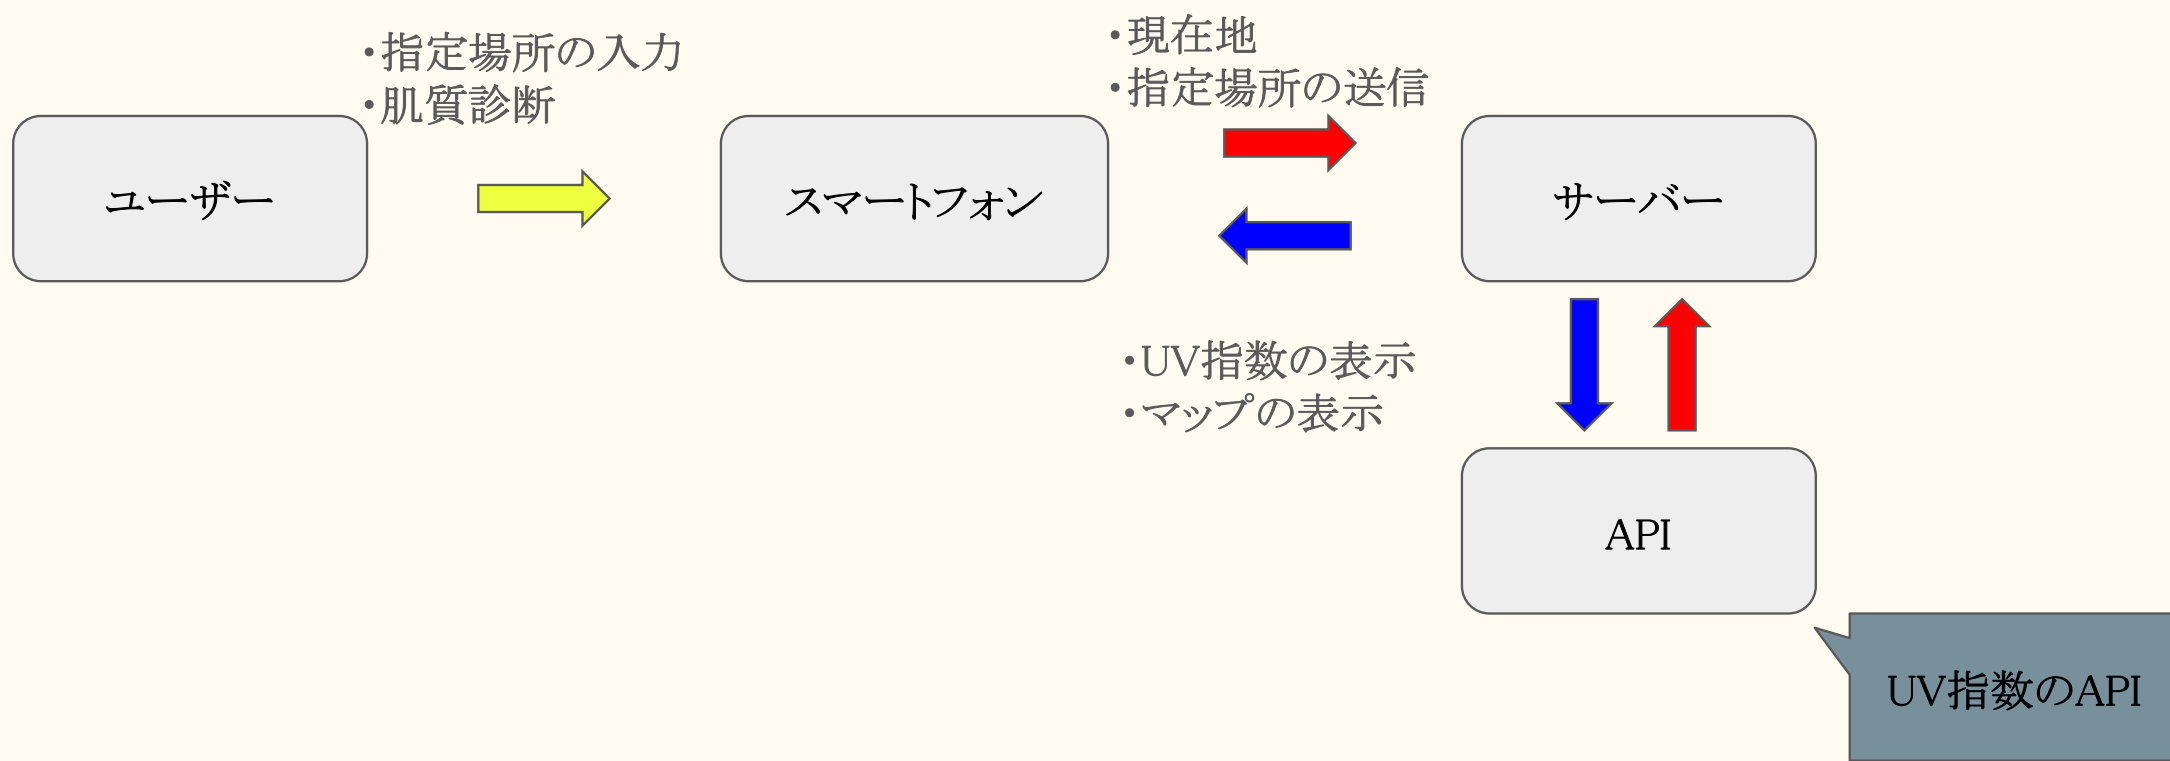 ・指定場所の入力
・肌質診断
・現在地
・指定場所の送信
ユーザー
スマートフォン
サーバー
・UV指数の表示
・マップの表示
API
UV指数のAPI